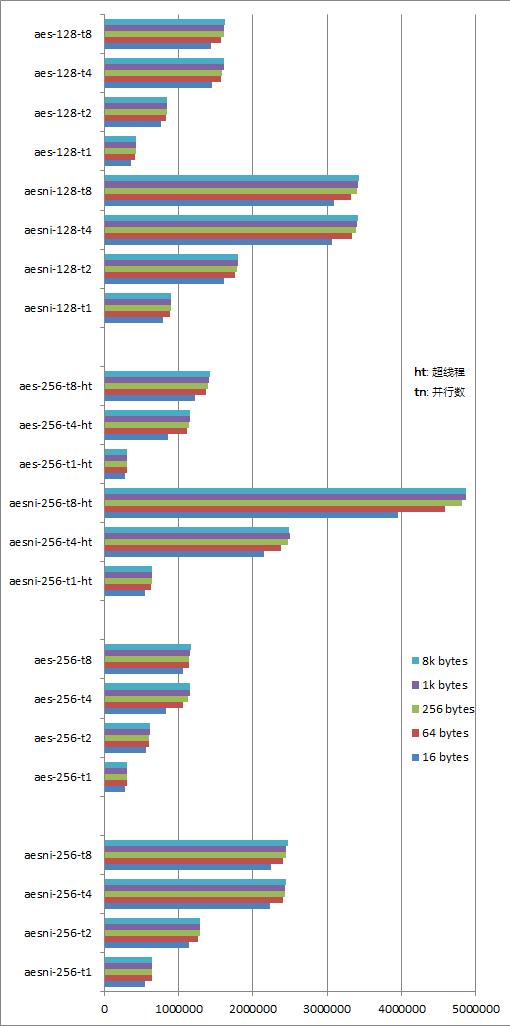 aes-128-t8
aes-128-t4
aes-128-t2
aes-128-t1
aesni-128-t8
aesni-128-t4
aesni-128-t2
aesni-128-t1
aes-256-t8-ht
aes-256-t4-ht
aes-256-t1-ht
aesni-256-t8-ht
aesni-256-t4-ht
aesni-256-t1-ht
aes-256-t8
aes-256-t4
aes-256-t2
aes-256-t1
aesni-256-t8
aesni-256-t4
aesni-256-t2
aesni-256-t1
ht: 超线程
tn: 并行数
8k bytes
1k bytes
256 bytes
64 bytes
16 bytes
0 1000000 2000000 3000000 4000000 5000000